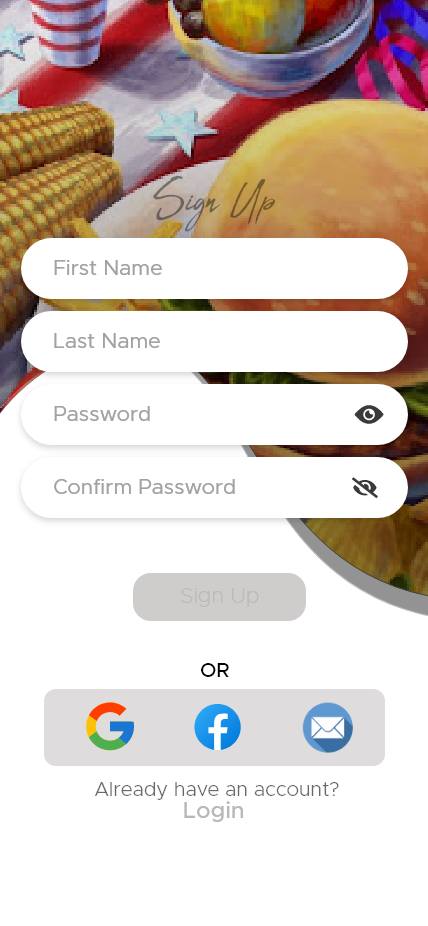 Sign Up
First Name
Last Name
Password
Confirm Password
Sign Up
OR
Already have an account?
Login